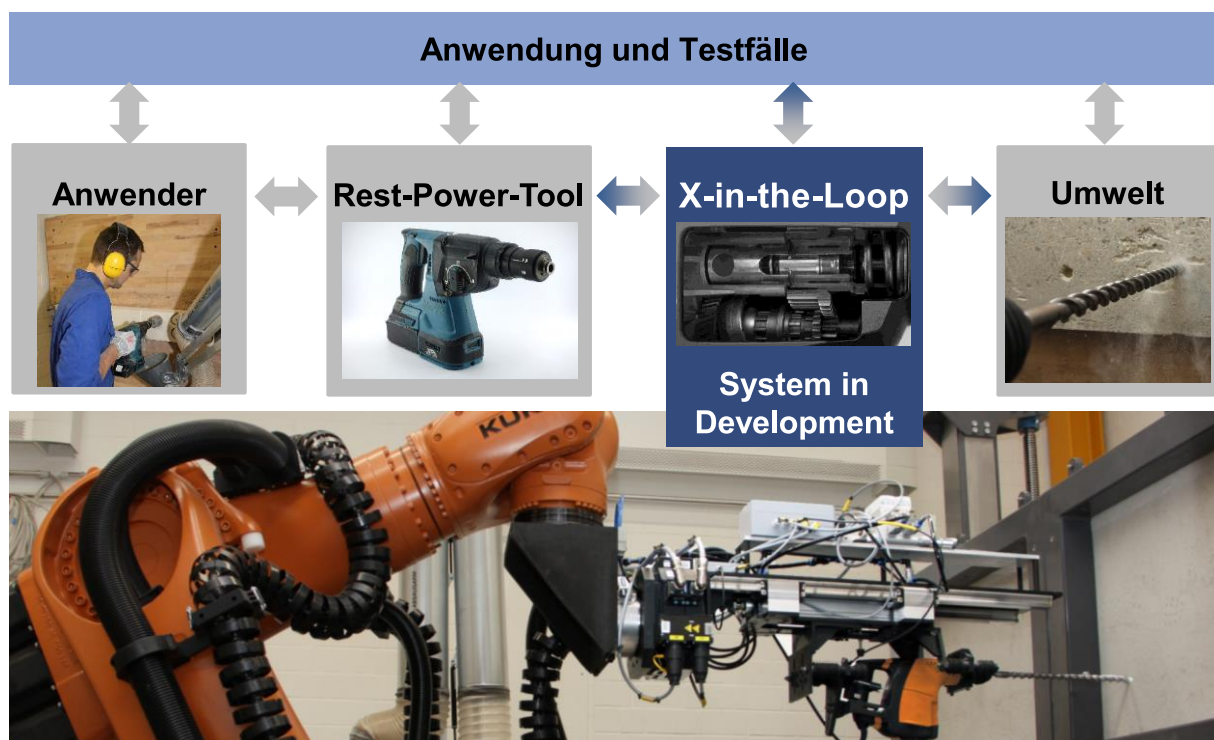 Anwendung und Testfälle
Anwender
Rest-Power-Tool
X-in-the-Loop
Umwelt
System in
Development